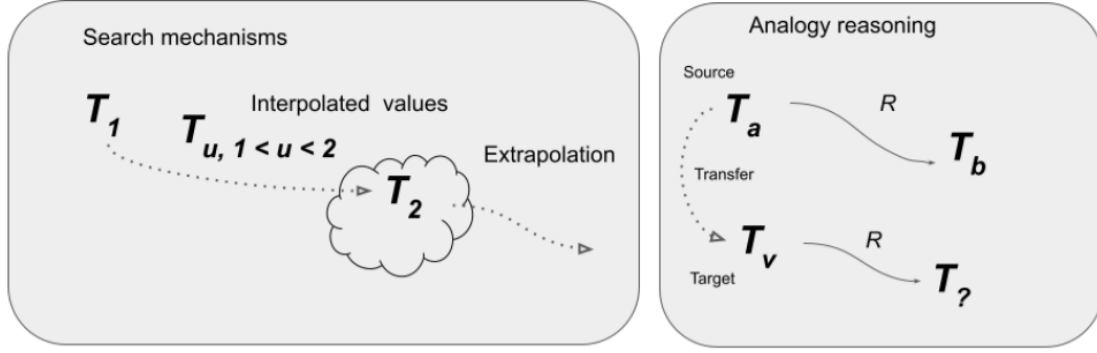 Search mechanisms
T1
Interpolated values
Tu, 1 < u < 2
Extrapolation
T2
Analogy reasoning
Source
Ta
R
Tb
Transfer
Tv
R
Target
T?